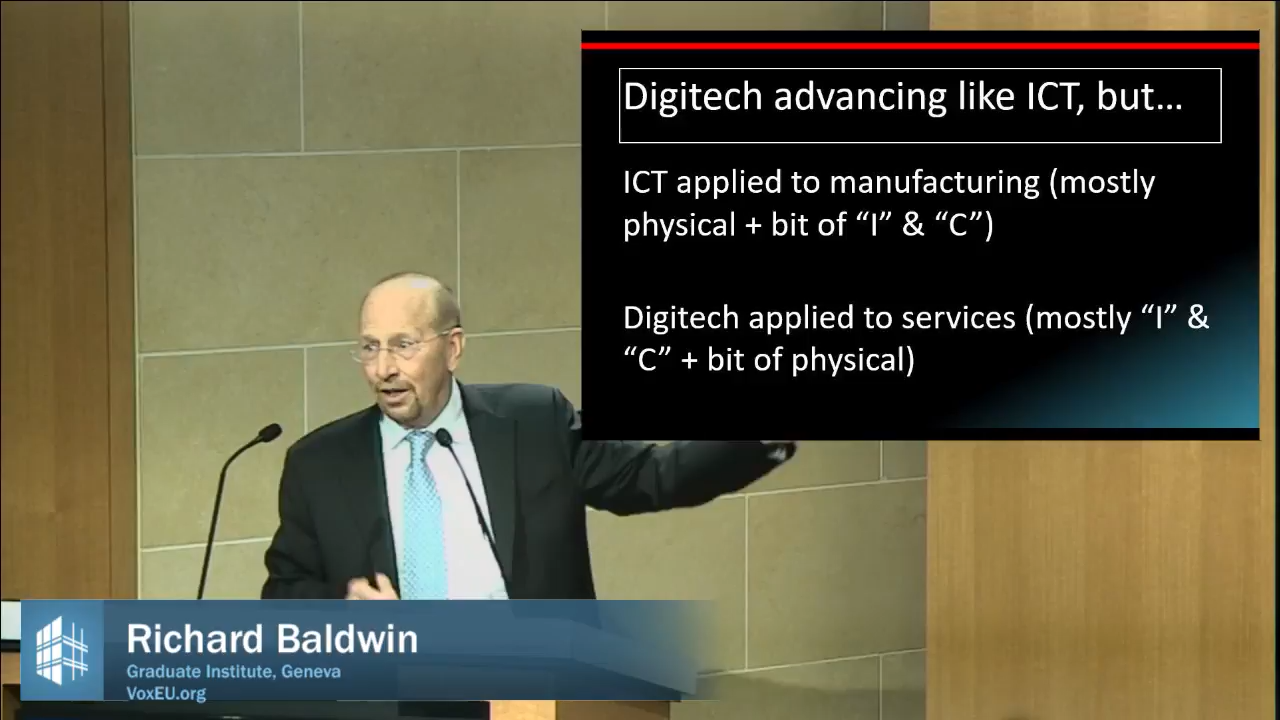 Digitech advancing like ICT, but…
ICT applied to manufacturing (mostly
physical + bit of “I” & “C”)
Digitech applied to services (mostly “I” &
“C” + bit of physical)
Richard Baldwin
Graduate Institute, Geneva
VoxEU.org